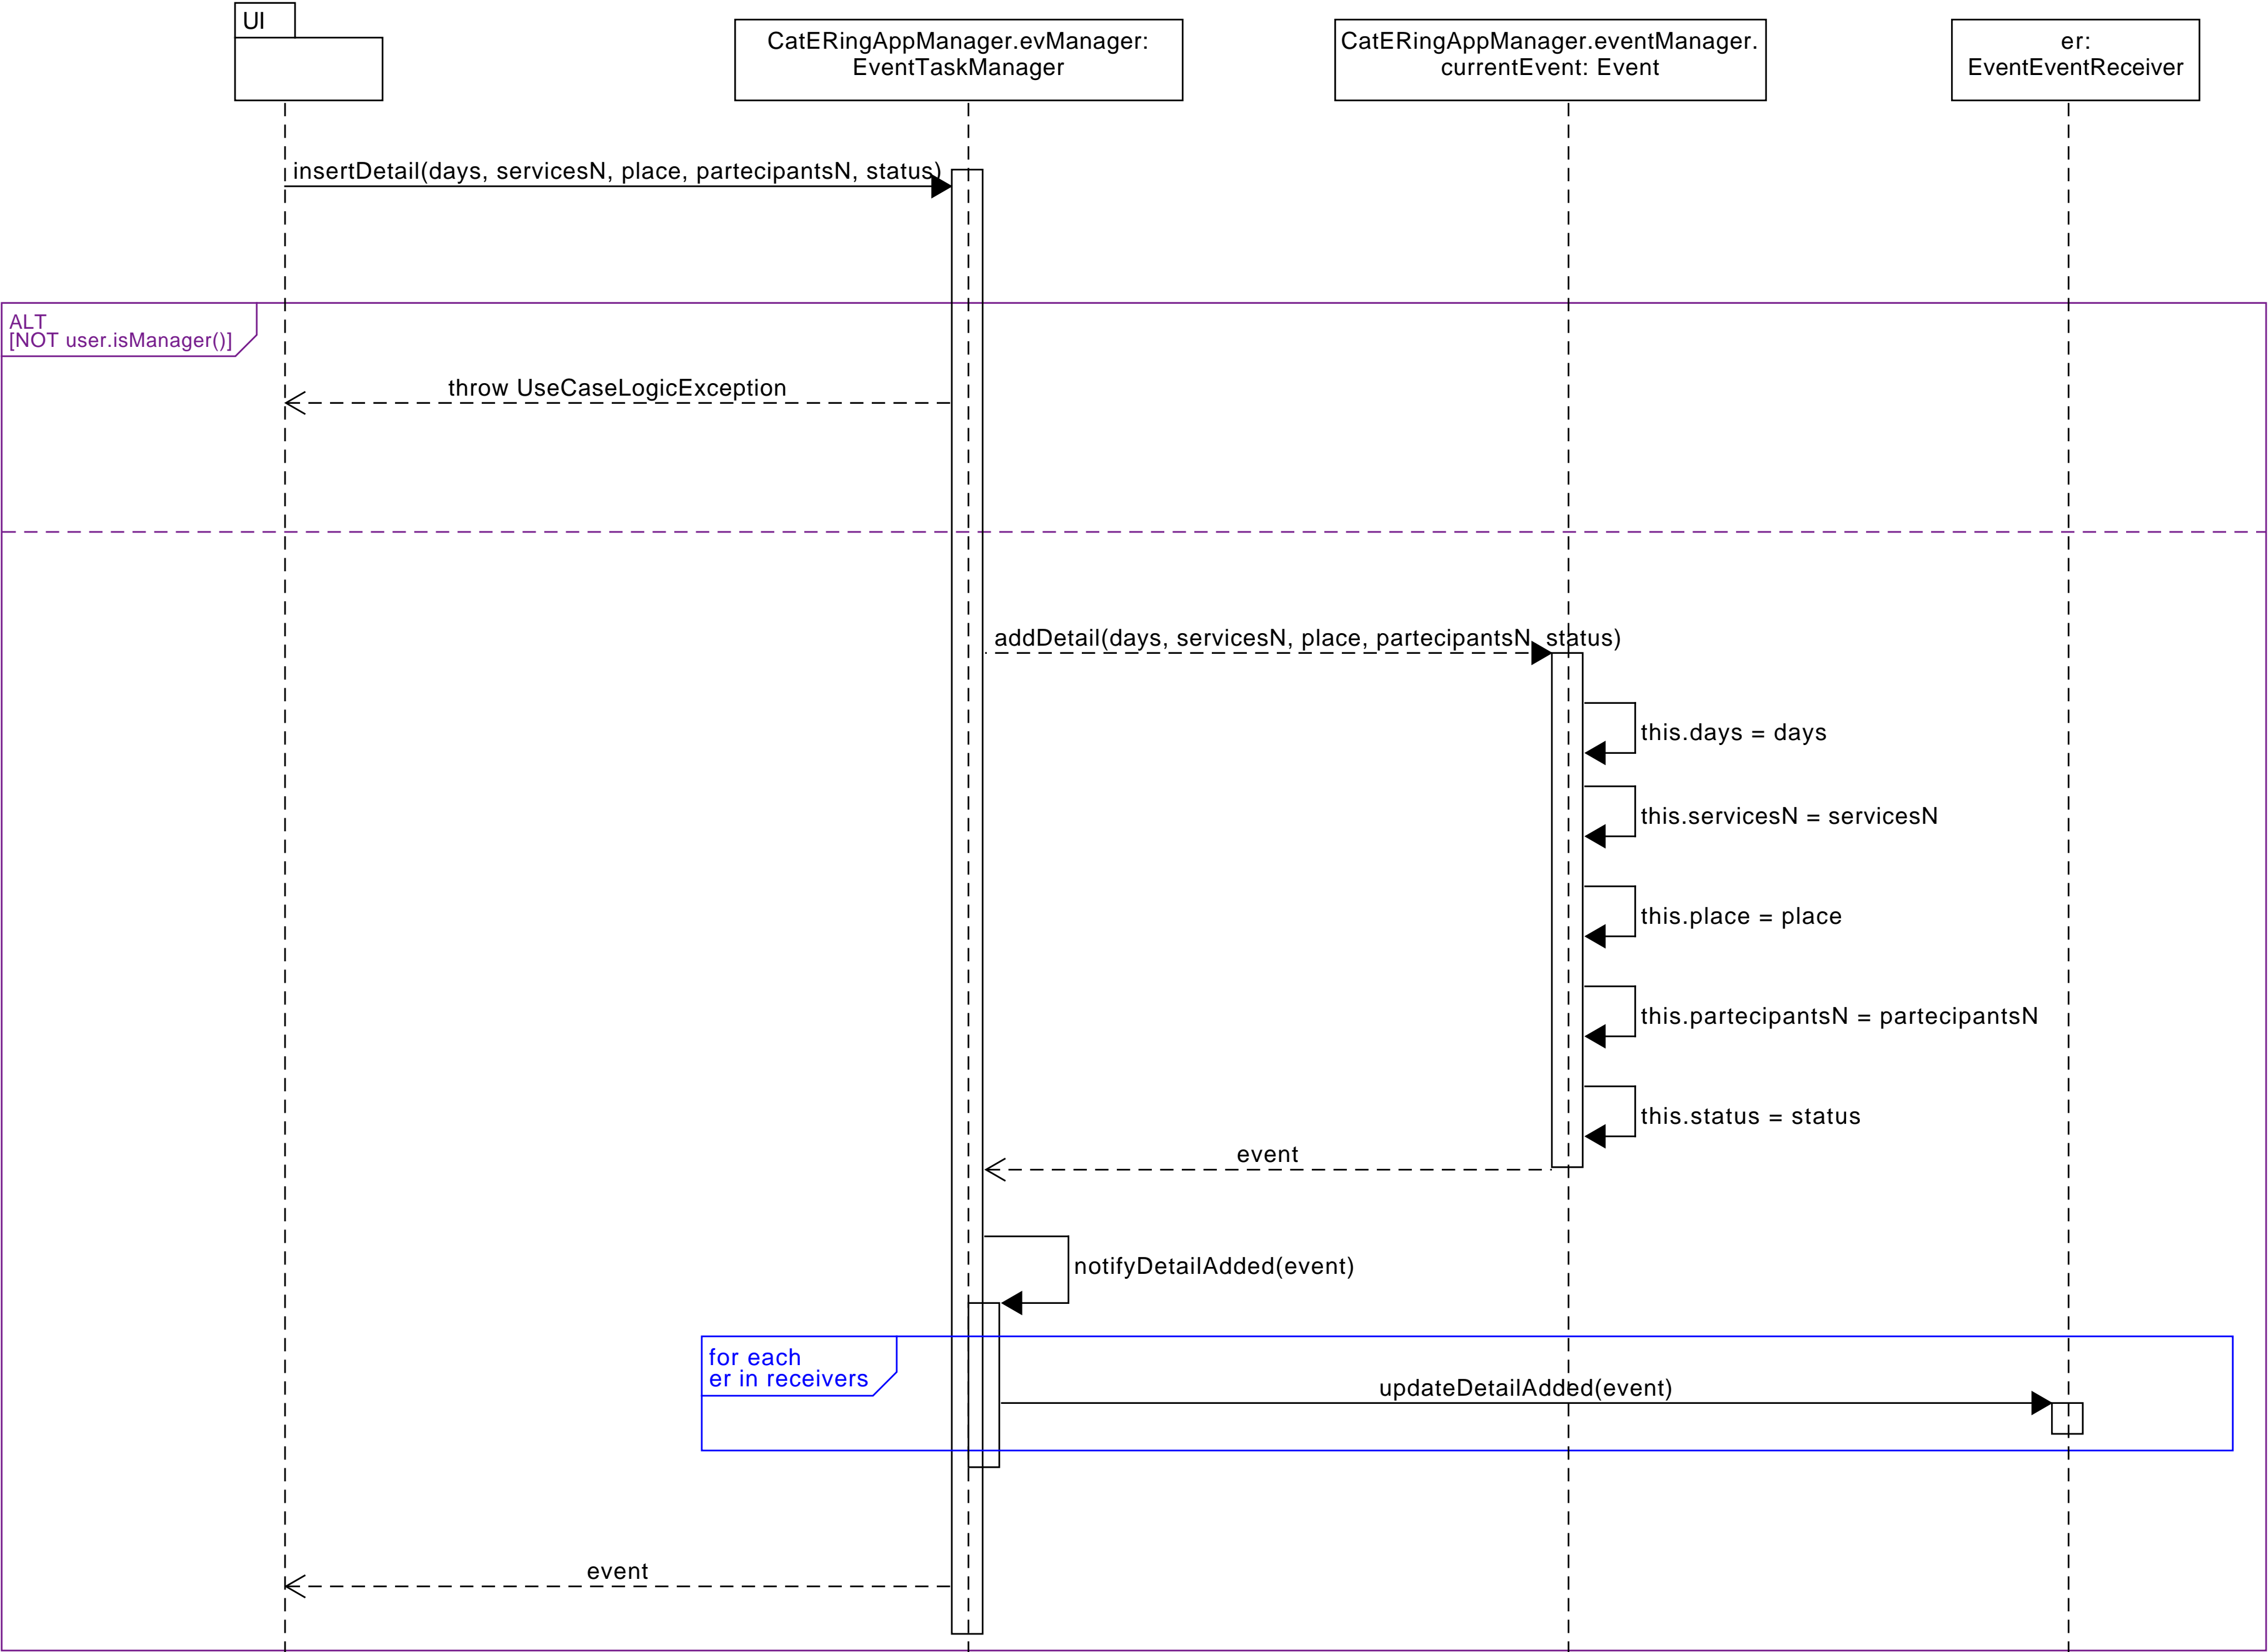 UI
CatERingAppManager.evManager:
EventTaskManager
CatERingAppManager.eventManager.
currentEvent: Event
er:
EventEventReceiver
insertDetail(days, servicesN, place, partecipantsN, status)
ALT
[NOT user.isManager()]
throw UseCaseLogicException
addDetail(days, servicesN, place, partecipantsN, status)
this.days = days
this.servicesN = servicesN
this.place = place
this.partecipantsN = partecipantsN
this.status = status
event
notifyDetailAdded(event)
for each
er in receivers
updateDetailAdded(event)
event